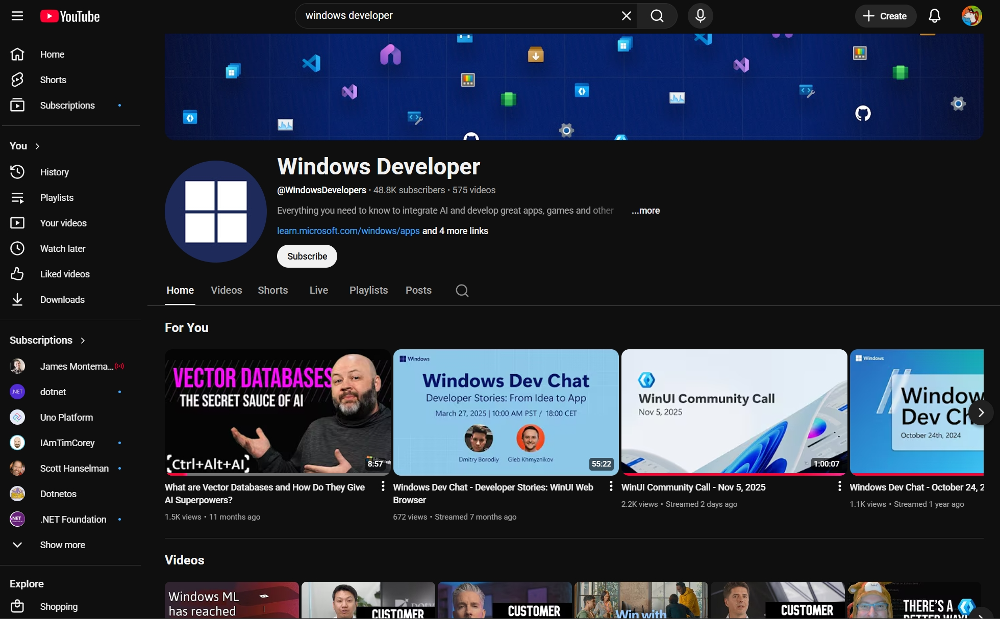 YouTube
windows developer
Create
Home
Shorts
Subscriptions
You
History
Playlists
Your videos
Watch later
Liked videos
Downloads
Subscriptions
James Montema...
.NET
dotnet
Uno Platform
IAmTimCorey
Scott Hanselman
Dotnetos
.NET
.NET Foundation
Show more
Explore
Shopping
Windows Developer
@WindowsDevelopers · 48.8K subscribers · 575 videos
Everything you need to know to integrate AI and develop great apps, games and other ...more
learn.microsoft.com/windows/apps and 4 more links
Subscribe
Home
Videos
Shorts
Live
Playlists
Posts
For You
VECTOR DATABASES
THE SECRET SAUCE OF AI
[Ctrl+Alt+AI]
8:57
What are Vector Databases and How Do They Give
AI Superpowers?
1.5K views • 11 months ago
Windows
Windows Dev Chat
Developer Stories: From Idea to App
March 27, 2025 | 10:00 AM PST / 18:00 CET
Dmitry Borodiy
Gleb Khmyznikov
55:22
Windows Dev Chat - Developer Stories: WinUI Web
Browser
672 views • Streamed 7 months ago
WinUI Community Call
Nov 5, 2025
1:00:07
WinUI Community Call - Nov 5, 2025
2.2K views • Streamed 2 days ago
Windows
Window
Dev Ch
October 24th, 2024
Windows Dev Chat - October 24, 2
1.1K views • Streamed 1 year ago
Videos
Windows ML
has reached
CUSTOMER
CUSTOMER
Win with
CUSTOMER
THERE'S A
BETTER WAY!